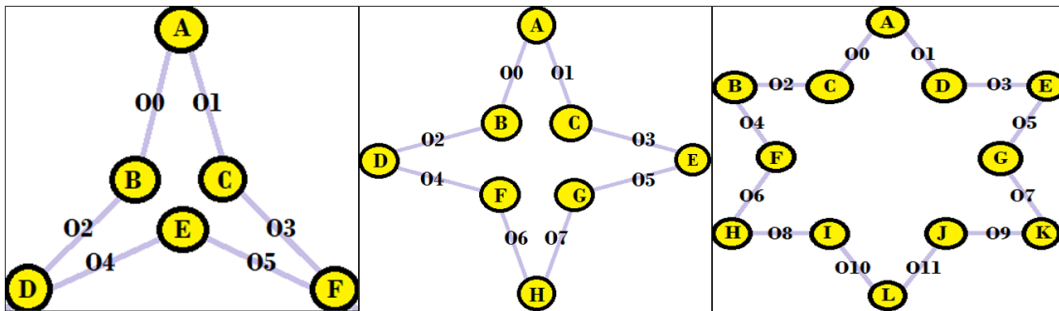 A
O0 O1
B C
O2 E O3
O4 O5
D F
A
O0 O1
B C
O2 O3
D E
O4 O5
F G
O6 O7
H
A
O0 O1
B O2 C D O3 E
O4 O5
F G
O6 O7
H O8 I J O9 K
O10 O11
L